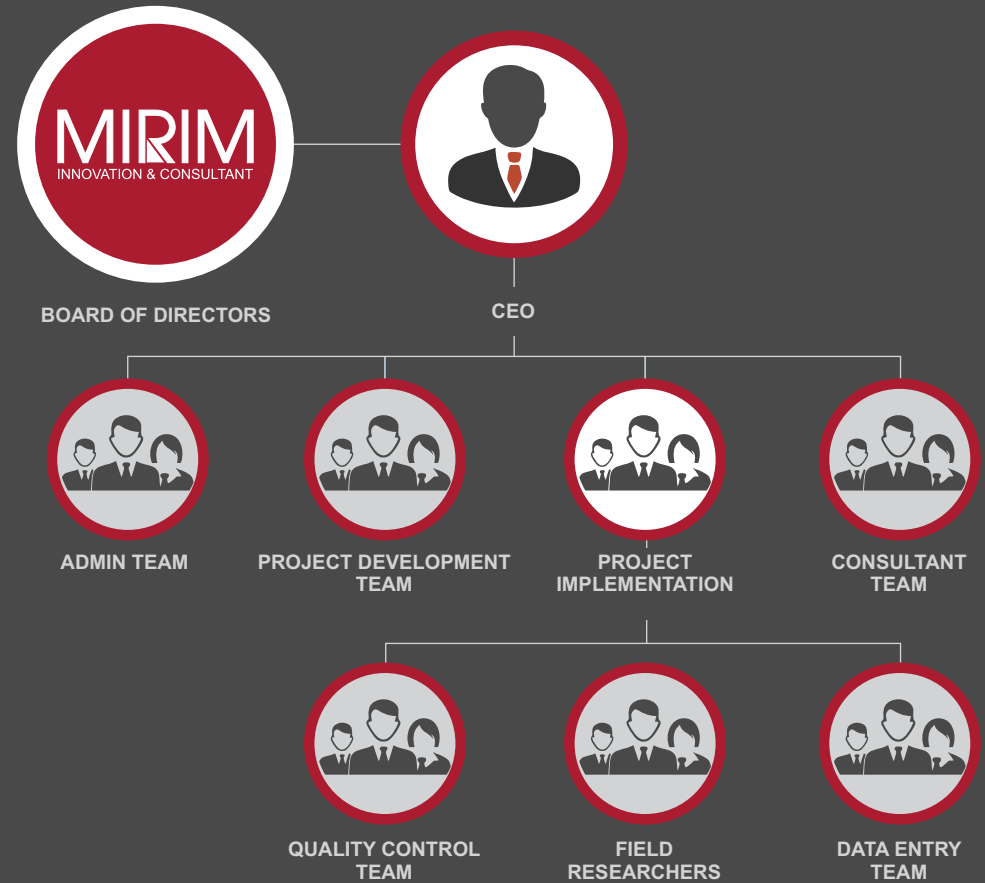 MIRIM
INNOVATION & CONSULTANT
BOARD OF DIRECTORS
CEO
ADMIN TEAM
PROJECT DEVELOPMENT
TEAM
PROJECT
IMPLEMENTATION
CONSULTANT
TEAM
QUALITY CONTROL
TEAM
FIELD
RESEARCHERS
DATA ENTRY
TEAM